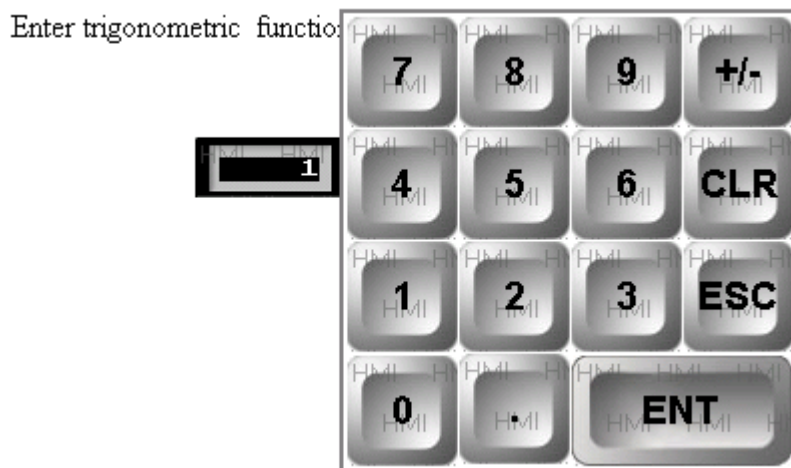 Enter trigonometric functio
7 8 9 +/-
1
4 5 6 CLR
1 2 3 ESC
0 . ENT